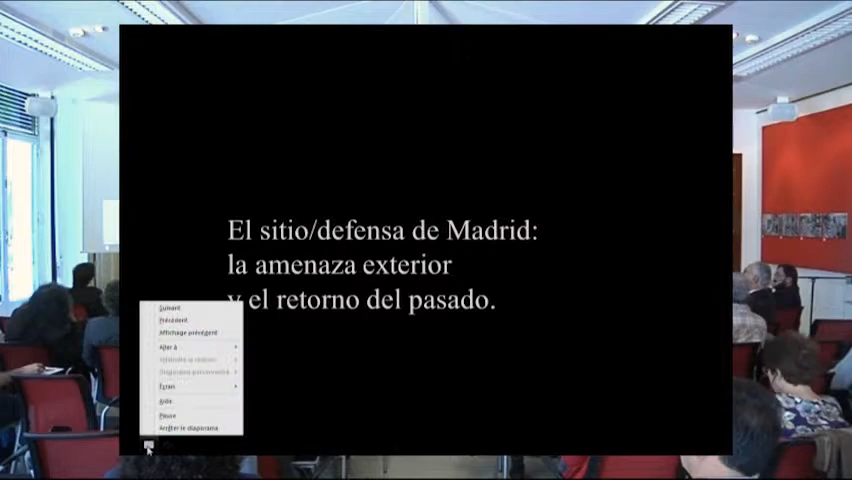 El sitio/defensa de Madrid:
la amenaza exterior
y el retorno del pasado.
Suivant
Précédent
Affichage précédent
Aller à
Écran
Aide
Pause
Arrêter le diaporama